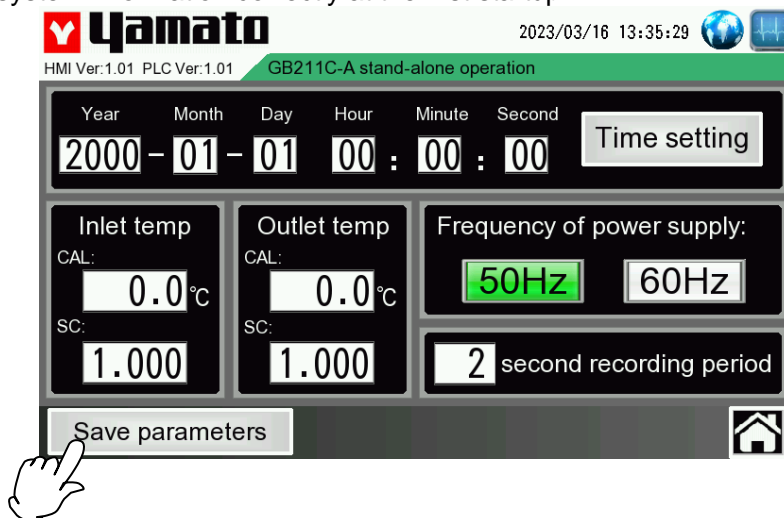 Yamato
2023/03/16 13:35:29
HMI Ver:1.01 PLC Ver:1.01
GB211C-A stand-alone operation
Year Month Day Hour Minute Second
2000 - 01 - 01 00 : 00 : 00
Time setting
Inlet temp
CAL:
0.0℃
SC:
1.000
Outlet temp
CAL:
0.0℃
SC:
1.000
Frequency of power supply:
50Hz 60Hz
2 second recording period
Save parameters